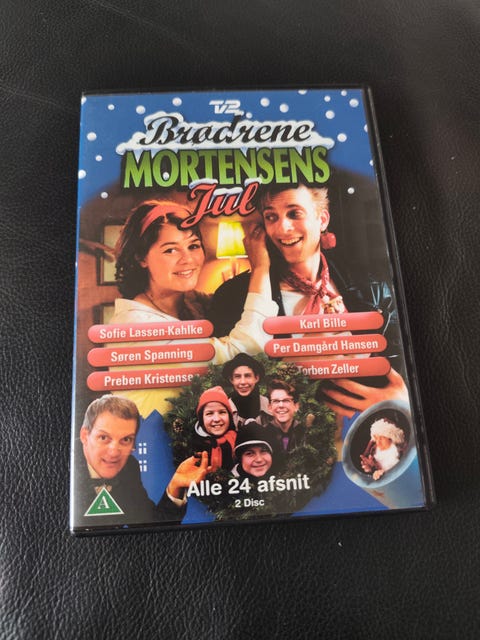 TV2
Brødrene
MORTENSENS
Jul
Sofie Lassen-Kahlke
Karl Bille
Søren Spanning
Per Damgård Hansen
Preben Kristensen
Torben Zeller
Alle 24 afsnit
2 Disc
A